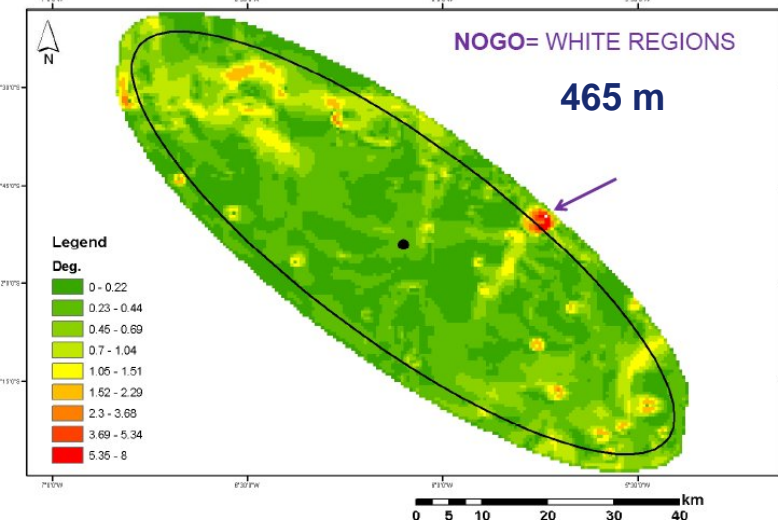 NOGO= WHITE REGIONS
465 m
N
Legend
Deg.
0 - 0.22
0.23 - 0.44
0.45 - 0.69
0.7 - 1.04
1.05 - 1.51
1.52 - 2.29
2.3 - 3.68
3.69 - 5.34
5.35 - 8
km
0 5 10 20 30 40